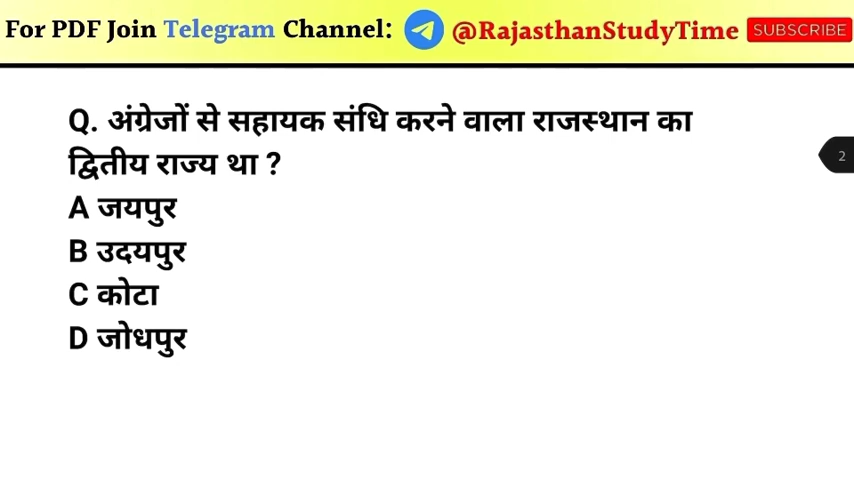 For PDF Join Telegram Channel: @RajasthanStudyTime SUBSCRIBE
Q. अंग्रेजों से सहायक संधि करने वाला राजस्थान का
द्वितीय राज्य था ?
2
A जयपुर
B उदयपुर
C कोटा
D जोधपुर